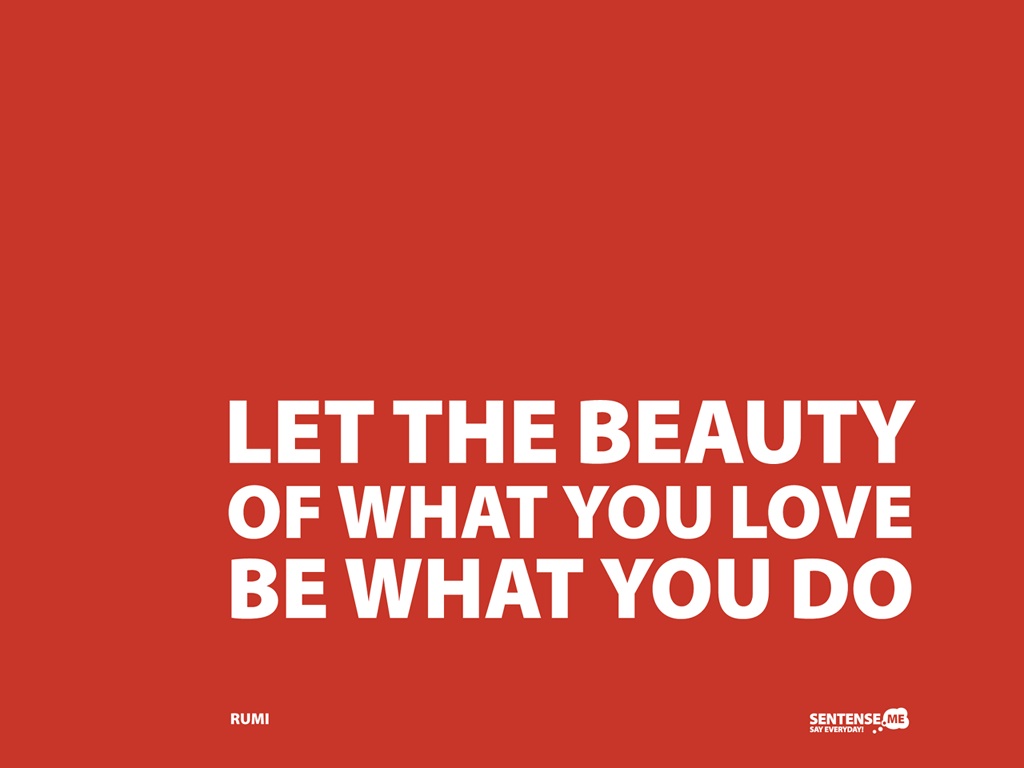 LET THE BEAUTY
OF WHAT YOU LOVE
BE WHAT YOU DO
RUMI
SENTENSE.ME
SAY EVERYDAY!